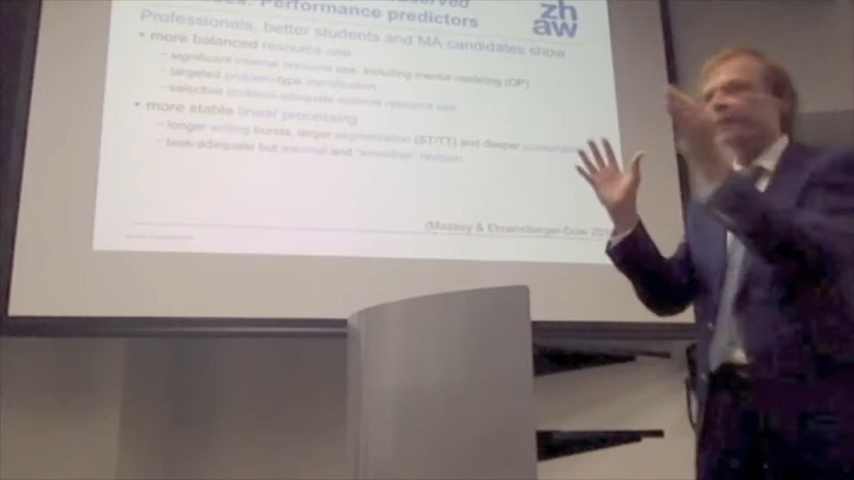 Performance predictors
zh
aw
Professionals, better students and MA candidates show
• more balanced resource use
- significant internal resource use, including mental modeling (OP)
- targeted problem-type identification
- selective problem-adequate external resource use
• more stable linear processing
- longer writing bursts, larger segmentation (ST/TT) and deeper
- task-adequate but minimal and "smoother" revision
(Massey & Ehrensberger-Dow